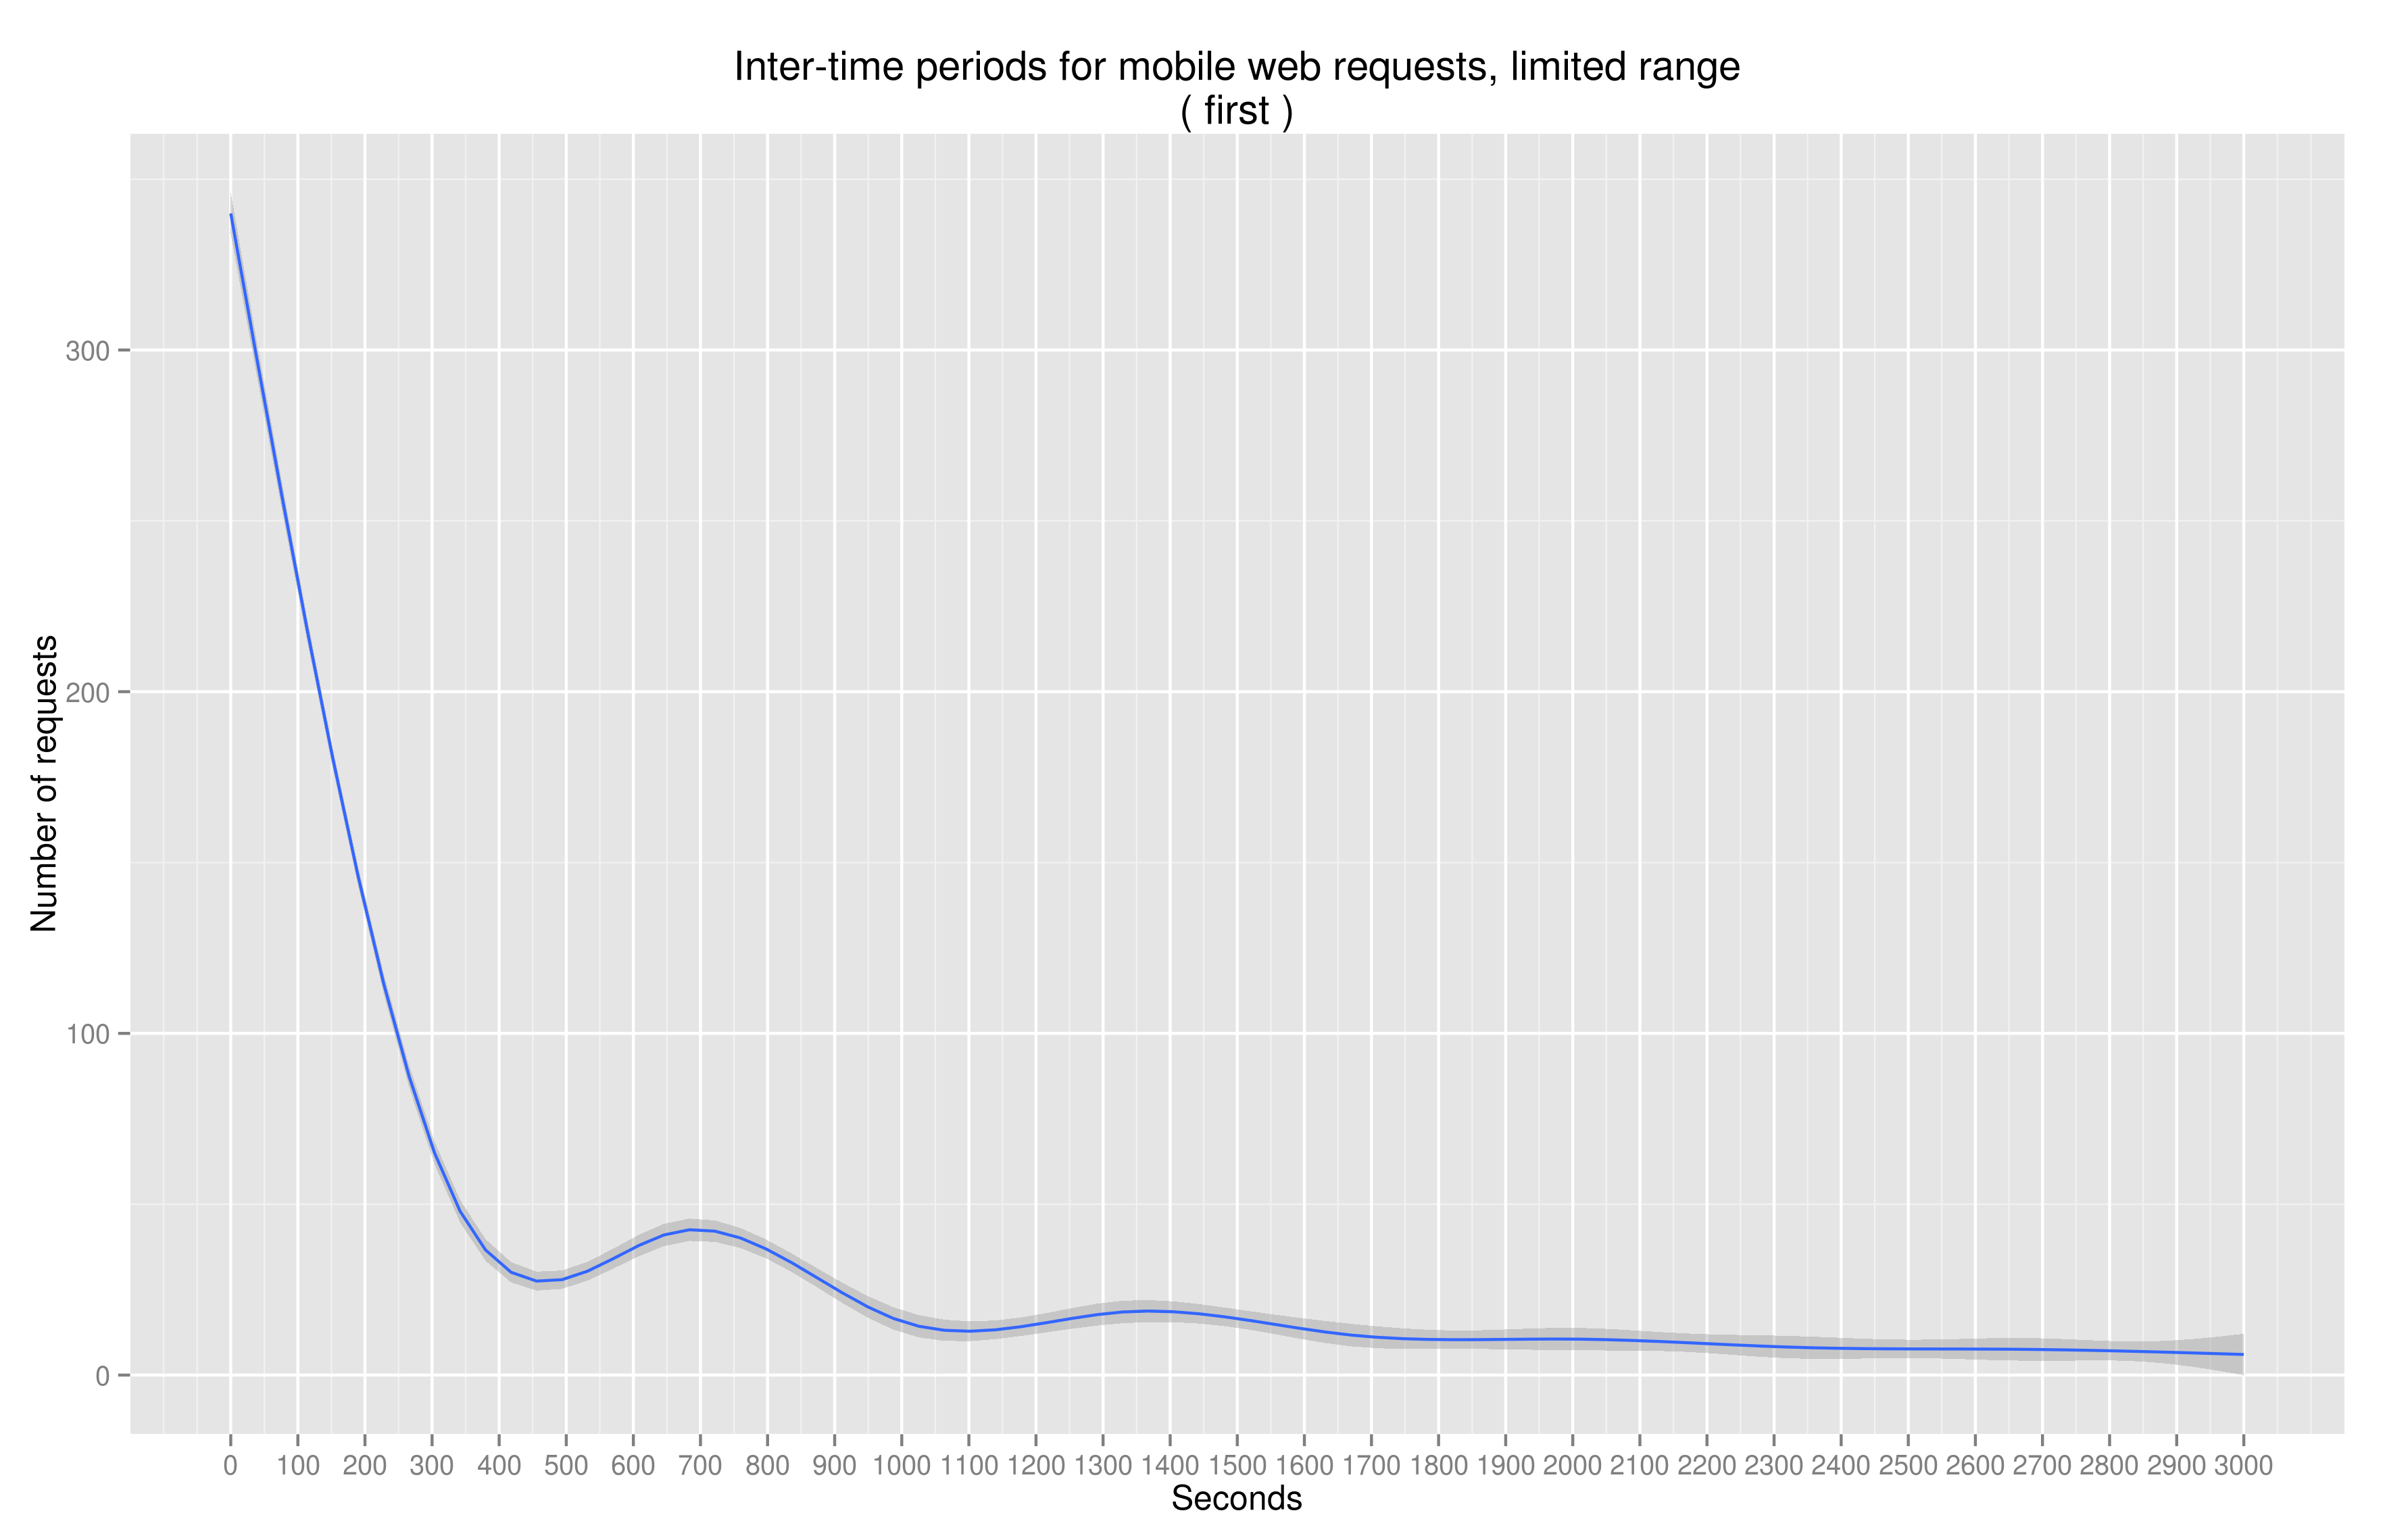 Inter-time periods for mobile web requests, limited range
( first )
Number of requests
300
200
100
0
0 100 200 300 400 500 600 700 800 900 1000 1100 1200 1300 1400 1500 1600 1700 1800 1900 2000 2100 2200 2300 2400 2500 2600 2700 2800 2900 3000
Seconds